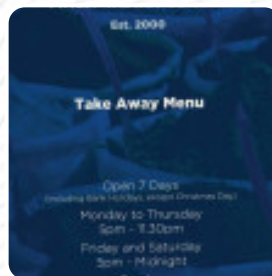 Est. 2000
Take Away Menu
Open 7 Days
(Including Bank Holidays, except Christmas Day)
Monday to Thursday
5pm - 11.30pm
Friday and Saturday
5pm - Midnight